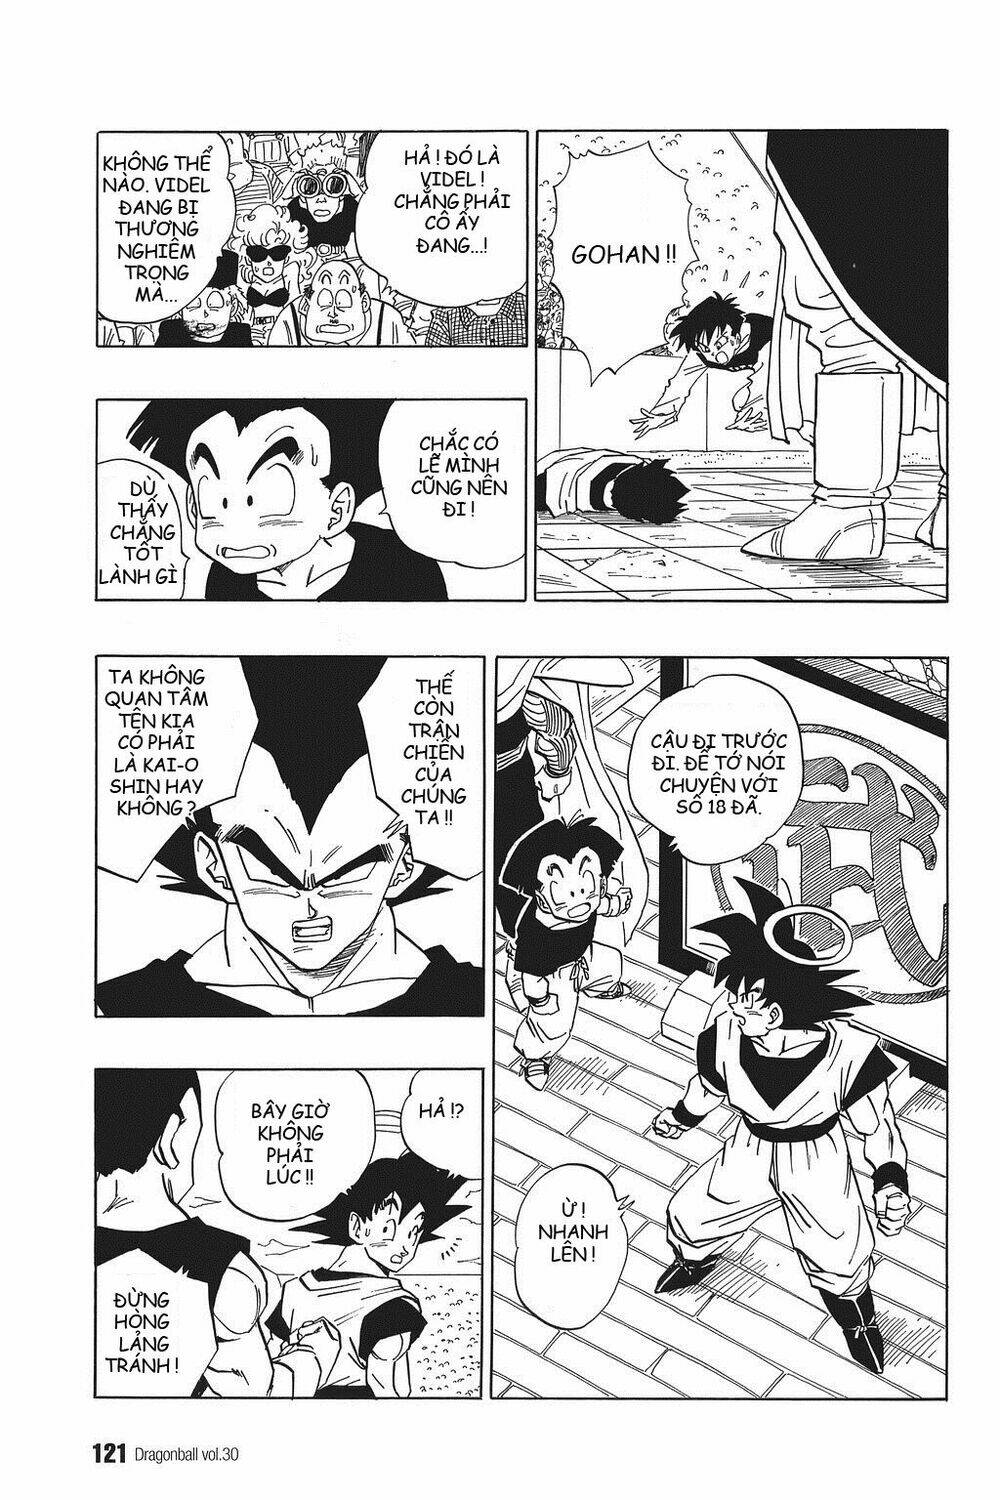 GOHAN !!
HẢ ! ĐÓ LÀ
VIDEL !
CHẲNG PHẢI
CÔ ẤY
ĐANG...!
KHÔNG THỂ
NÀO. VIDEL
ĐANG BỊ
THƯƠNG
NGHIÊM
TRỌNG
MÀ...
CHẮC CÓ
LẼ MÌNH
CŨNG NÊN
ĐI !
DÙ
THẤY
CHẲNG
TỐT
LÀNH GÌ
CẬU ĐI TRƯỚC
ĐI. ĐỂ TỚ NÓI
CHUYỆN VỚI
SỐ 18 ĐÃ.
Ừ !
NHANH
LÊN !
THẾ
CÒN
TRẬN
CHIẾN
CỦA
CHÚNG
TA !!
TA KHÔNG
QUAN TÂM
TÊN KIA
CÓ PHẢI
LÀ KAI-O
SHIN HAY
KHÔNG ?
HẢ !?
BÂY GIỜ
KHÔNG
PHẢI
LÚC !!
ĐỪNG
HÒNG
LẢNG
TRÁNH !
121 Dragonball vol.30